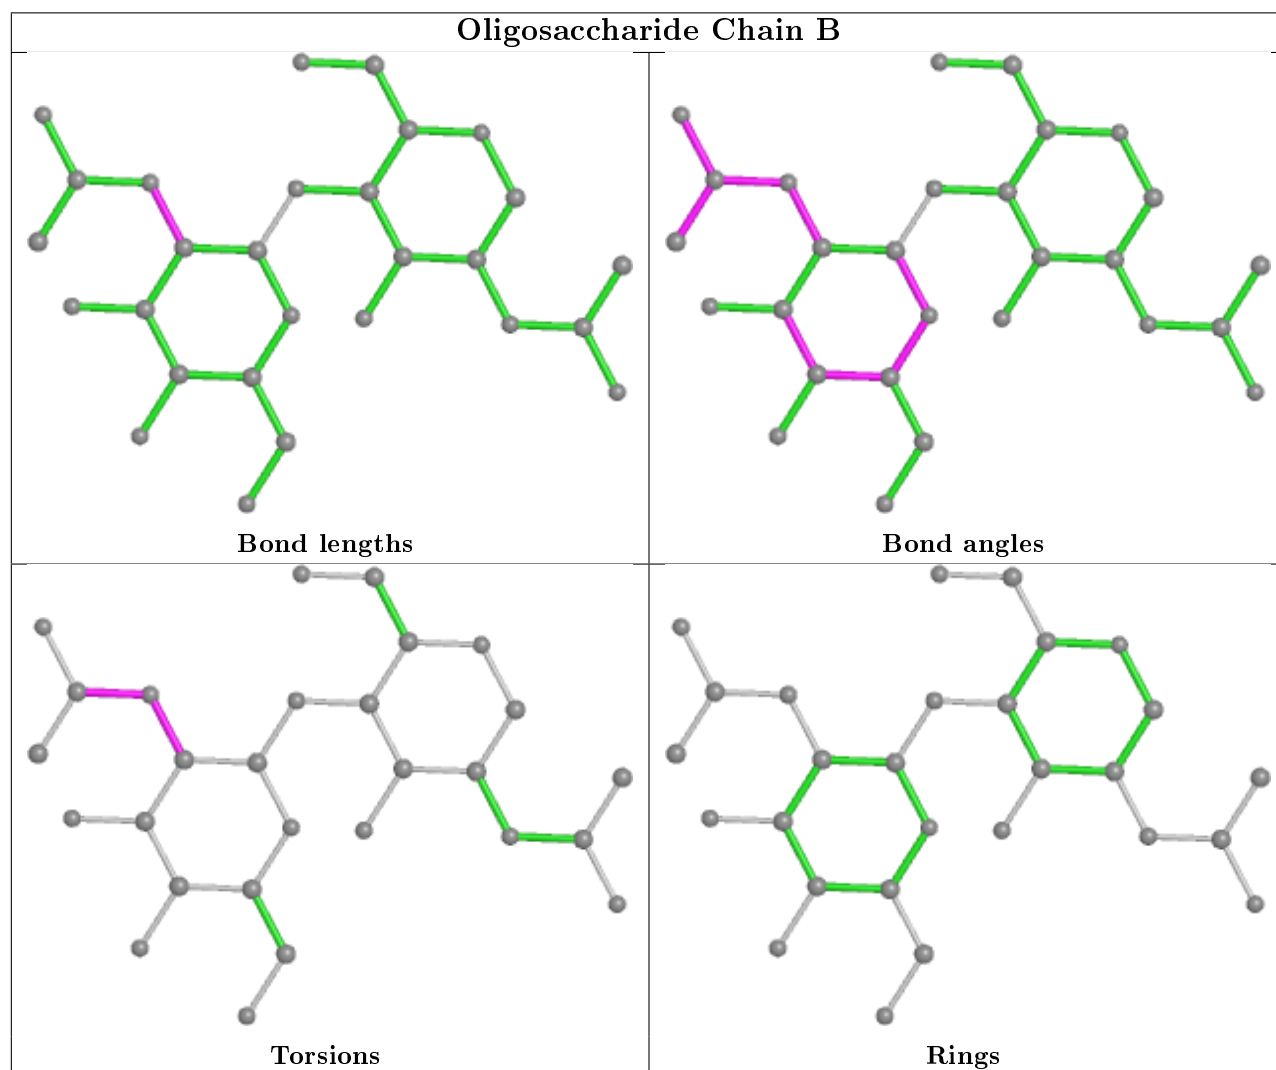 Oligosaccharide Chain B
Bond lengths
Bond angles
Torsions
Rings